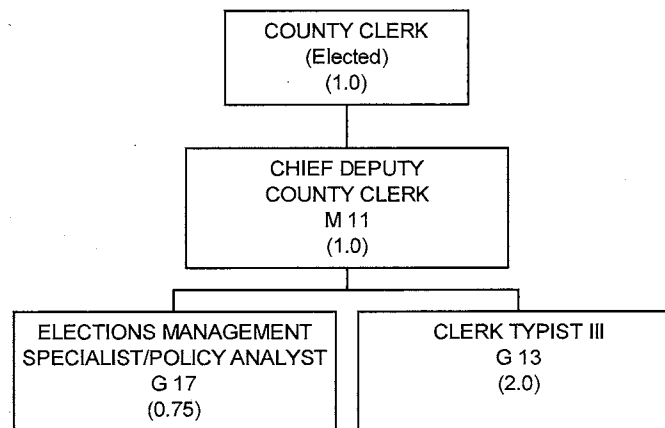 COUNTY CLERK
(Elected)
(1.0)
CHIEF DEPUTY
COUNTY CLERK
M 11
(1.0)
ELECTIONS MANAGEMENT
SPECIALIST/POLICY ANALYST
G 17
(0.75)
CLERK TYPIST III
G 13
(2.0)